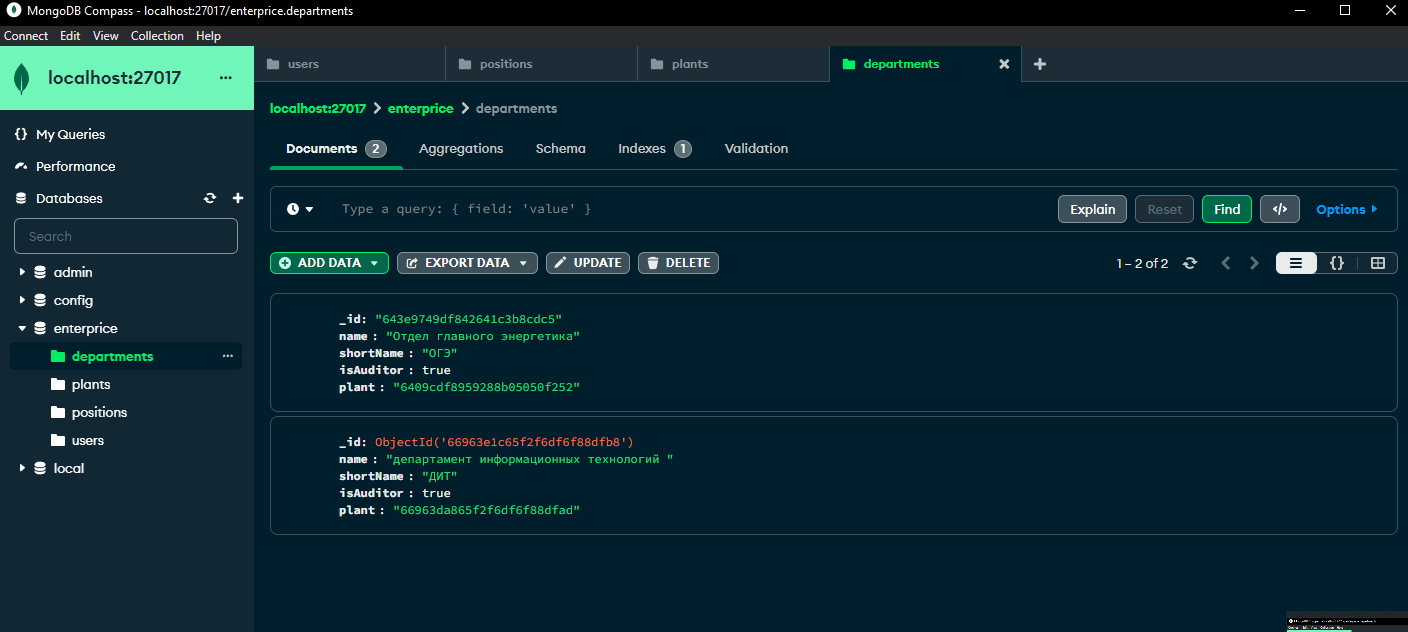 MongoDB Compass - localhost:27017/enterprice.departments
Connect Edit View Collection Help
localhost:27017 ...
users positions plants departments
localhost:27017 > enterprice > departments
{} My Queries
Performance
Databases
Search
admin
config
enterprice
departments ...
plants
positions
users
local
Documents 2 Aggregations Schema Indexes 1 Validation
Type a query: { field: 'value' }
Explain Reset Find </> Options
ADD DATA EXPORT DATA UPDATE DELETE
1 – 2 of 2 {}
_id: "643e9749df842641c3b8cdc5"
name : "Отдел главного энергетика"
shortName : "ОГЭ"
isAuditor : true
plant : "6409cdf8959288b05050f252"
_id: ObjectId('66963e1c65f2f6df6f88dfb8')
name : "департамент информационных технологий "
shortName : "ДИТ"
isAuditor : true
plant : "66963da865f2f6df6f88dfad"